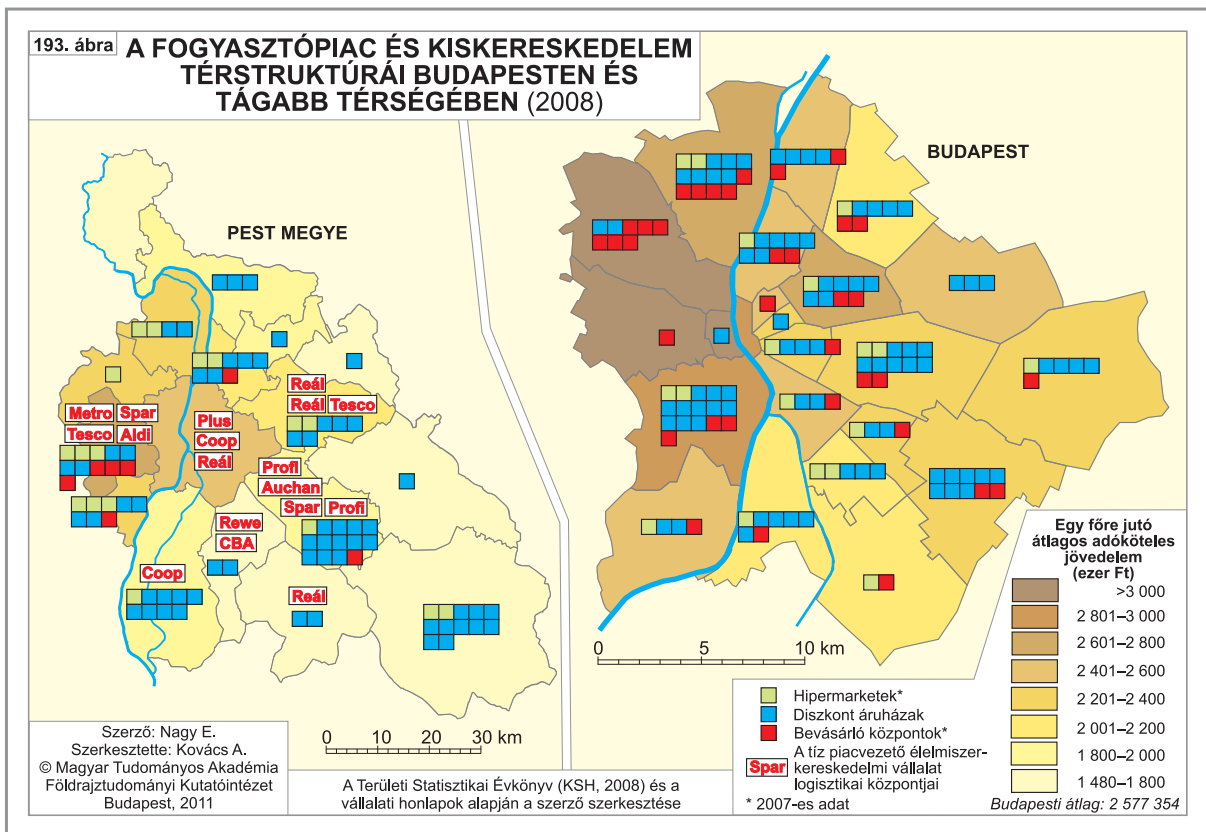 193. ábra
A FOGYASZTÓPIAC ÉS KISKERESKEDELEM
TÉRSTRUKTÚRÁI BUDAPESTEN ÉS
TÁGABB TÉRSÉGÉBEN (2008)
PEST MEGYE
BUDAPEST
Reál
Reál Tesco
Metro Spar
Tesco Aldi
Plus
Coop
Reál
Profi
Auchan
Spar Profi
Rewe
CBA
Coop
Reál
0 5 10 km
0 10 20 30 km
Szerző: Nagy E.
Szerkesztette: Kovács A.
© Magyar Tudományos Akadémia
Földrajztudományi Kutatóintézet
Budapest, 2011
A Területi Statisztikai Évkönyv (KSH, 2008) és a
vállalati honlapok alapján a szerző szerkesztése
Hipermarketek*
Diszkont áruházak
Bevásárló központok*
Spar
A tíz piacvezető élelmiszer-
kereskedelmi vállalat
logisztikai központjai
* 2007-es adat
Egy főre jutó
átlagos adóköteles
jövedelem
(ezer Ft)
>3 000
2 801–3 000
2 601–2 800
2 401–2 600
2 201–2 400
2 001–2 200
1 800–2 000
1 480–1 800
Budapesti átlag: 2 577 354